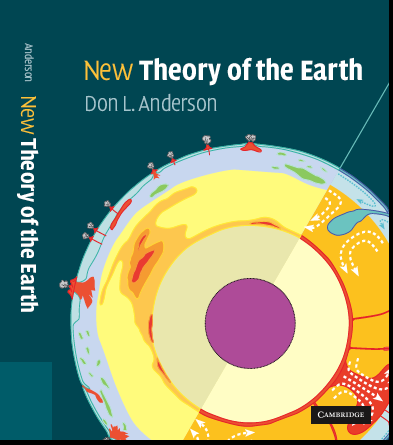 Anderson
New Theory of the Earth
New Theory of the Earth
Don L. Anderson
CAMBRIDGE